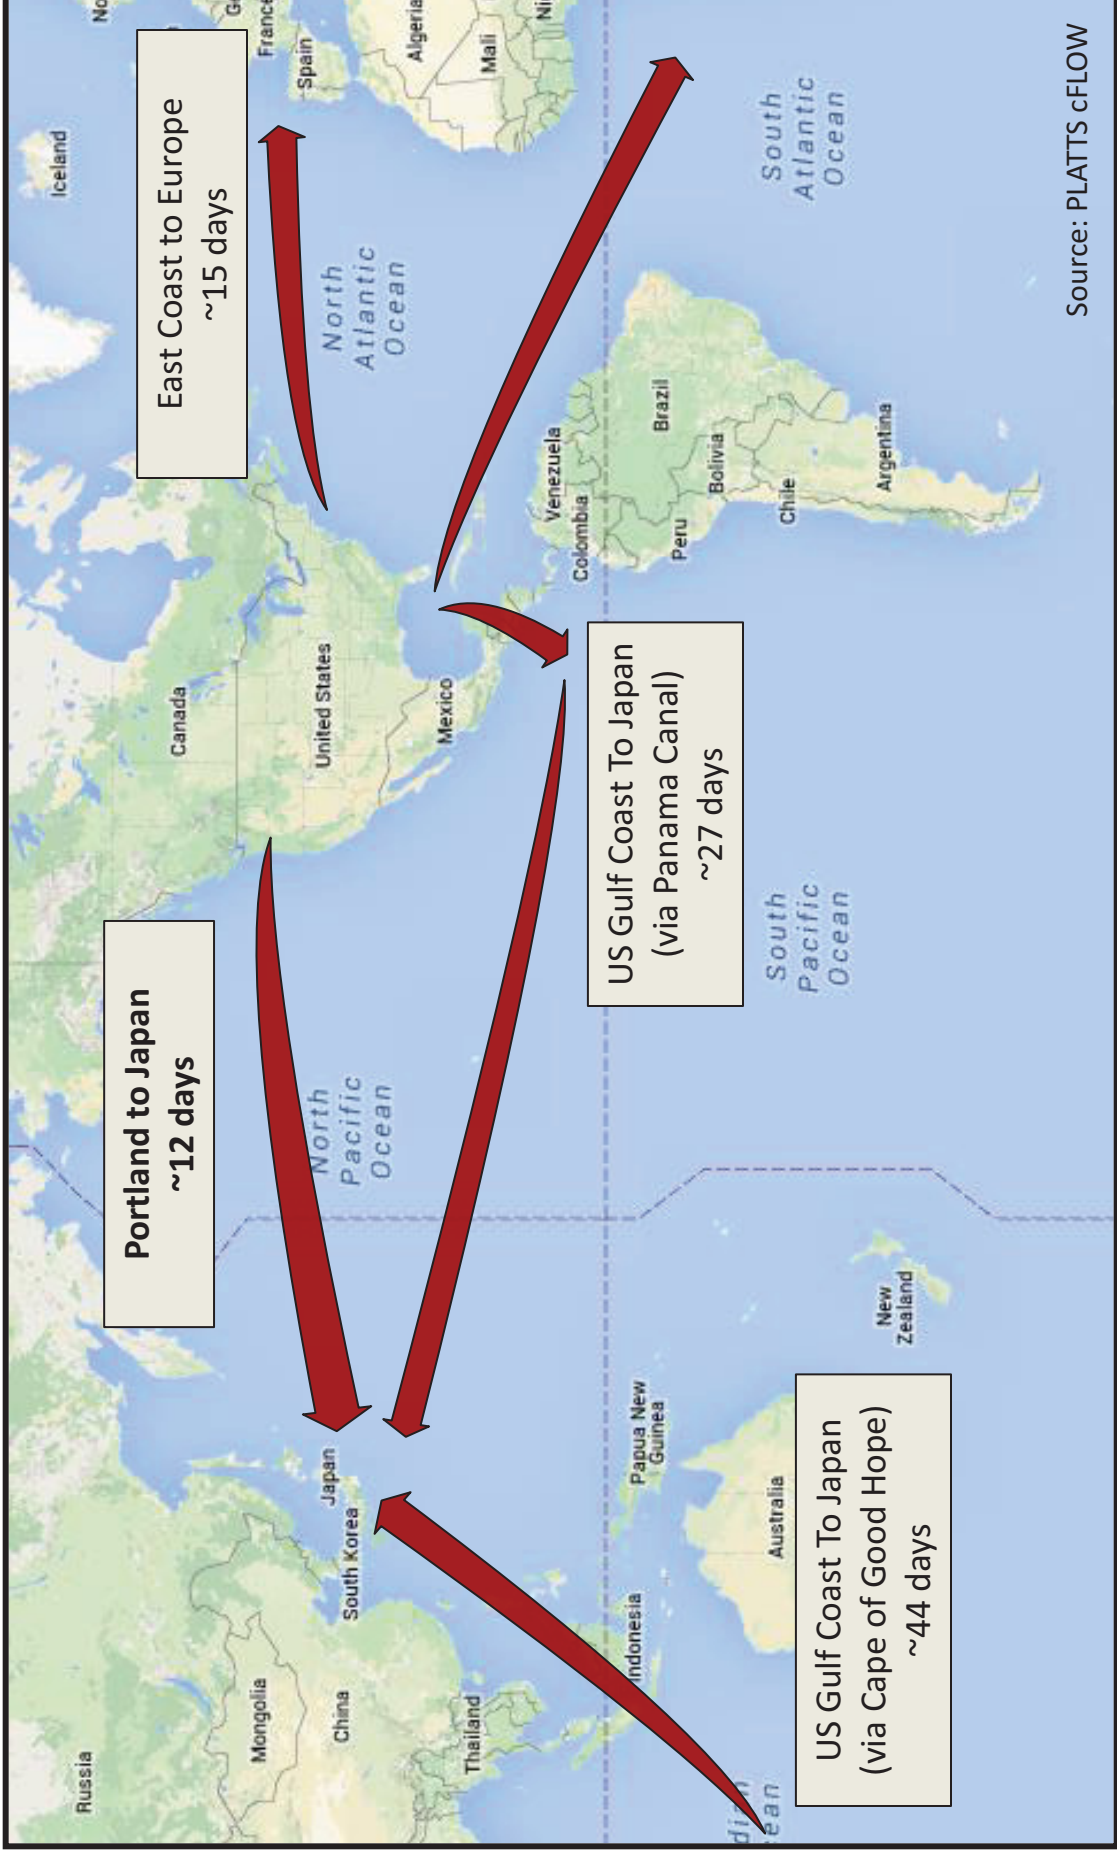 Portland to Japan
~12 days
East Coast to Europe
~15 days
US Gulf Coast To Japan
(via Panama Canal)
~27 days
US Gulf Coast To Japan
(via Cape of Good Hope)
~44 days
Russia
Mongolia
China
Thailand
South Korea
Japan
Indonesia
Papua New
Guinea
Australia
New
Zealand
North
Pacific
Ocean
South
Pacific
Ocean
Canada
United States
Mexico
Venezuela
Colombia
Brazil
Peru
Bolivia
Chile
Argentina
North
Atlantic
Ocean
South
Atlantic
Ocean
Iceland
No
France
Spain
Algeria
Mali
Ni
ean
Source: PLATTS cFLOW